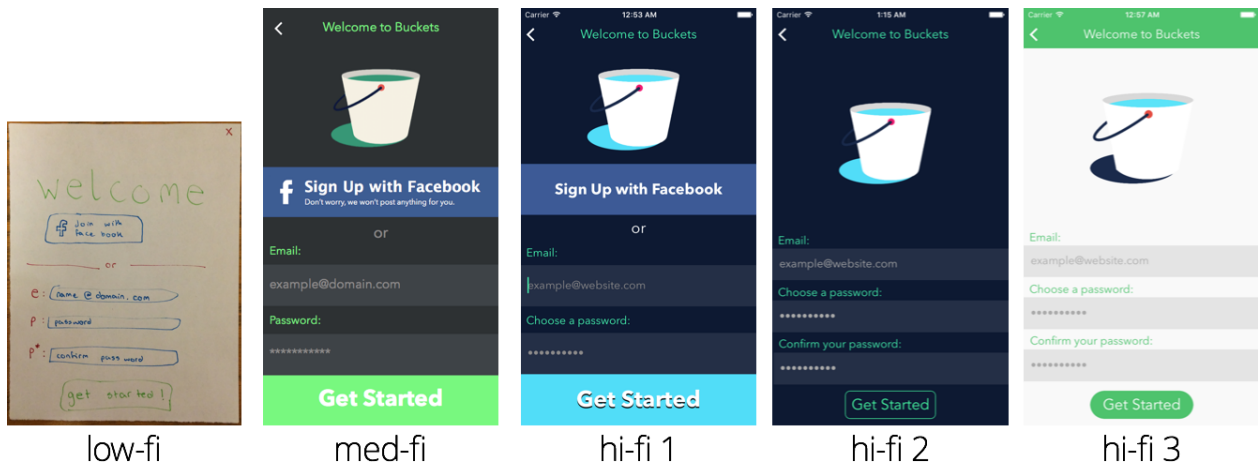 x
welcome
f Join with
face book
or
e: name @ domain. com
p: password
p*: confirm pass word
get started!
low-fi
Welcome to Buckets
f Sign Up with Facebook
Don't worry, we won't post anything for you.
or
Email:
example@domain.com
Password:
***********
Get Started
med-fi
Carrier 12:53 AM
Welcome to Buckets
Sign Up with Facebook
or
Email:
example@website.com
Choose a password:
••••••••••
Get Started
hi-fi 1
Carrier 1:15 AM
Welcome to Buckets
Email:
example@website.com
Choose a password:
••••••••••
Confirm your password:
••••••••••
Get Started
hi-fi 2
Carrier 12:57 AM
Welcome to Buckets
Email:
example@website.com
Choose a password:
••••••••••
Confirm your password:
••••••••••
Get Started
hi-fi 3